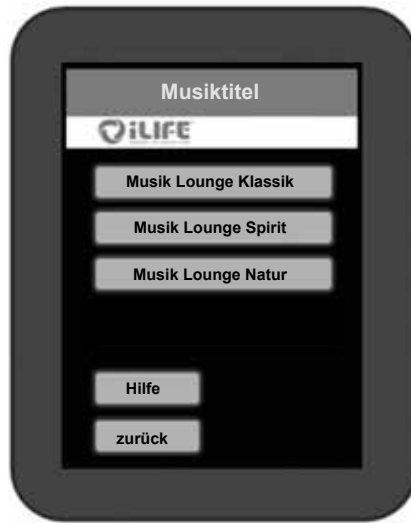 Musiktitel
iLIFE
Musik Lounge Klassik
Musik Lounge Spirit
Musik Lounge Natur
Hilfe
zurück